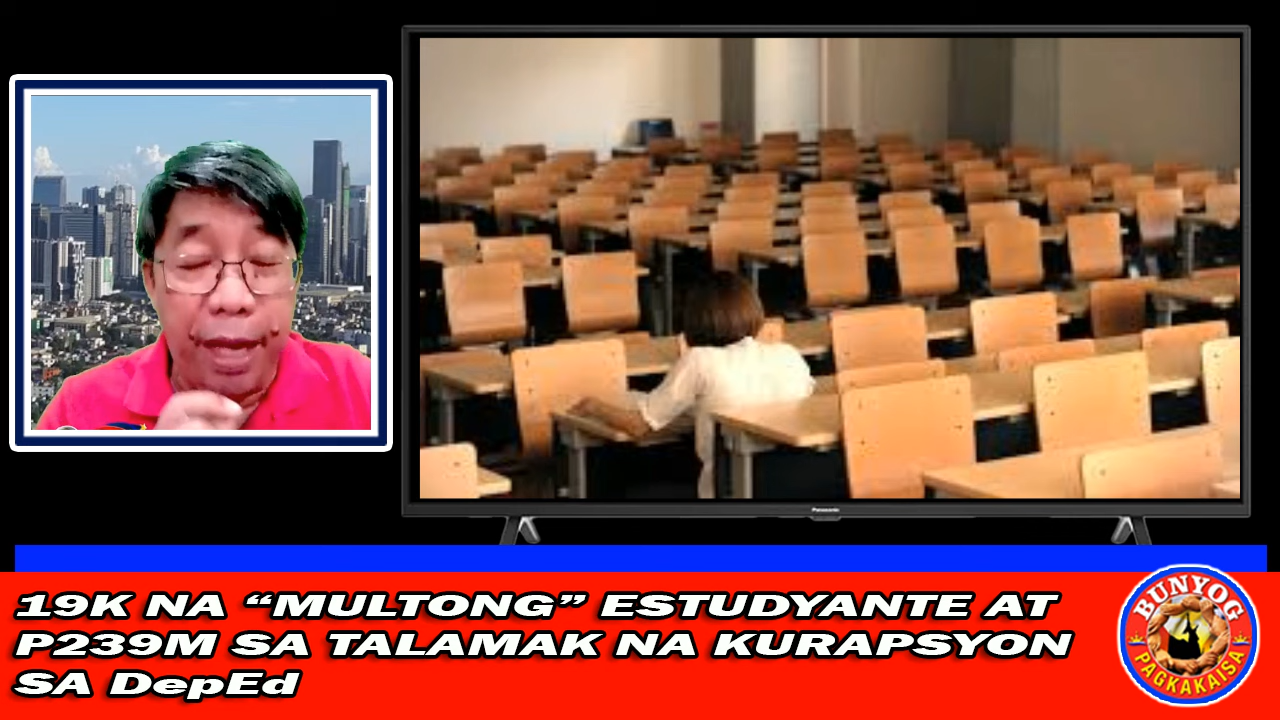 Panasonic
19K NA “MULTONG” ESTUDYANTE AT
P239M SA TALAMAK NA KURAPSYON
SA DepEd
BUNYOG
PAGKAKAISA